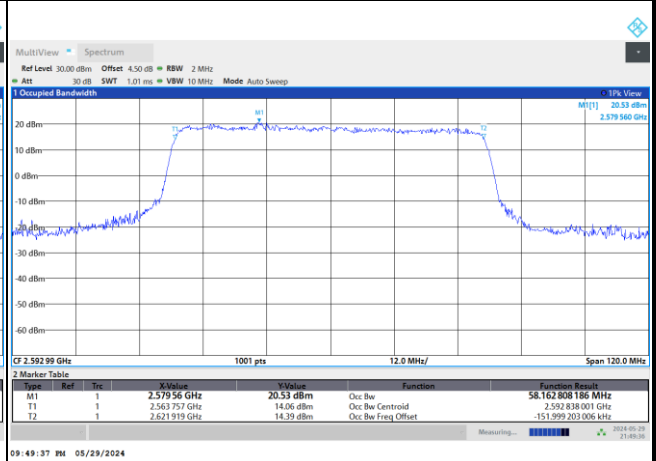 MultiView Spectrum
Ref Level 30.00 dBm Offset 4.50 dB RBW 2 MHz
Att 30 dB SWT 1.01 ms VBW 10 MHz Mode Auto Sweep
1 Occupied Bandwidth 1Pk View
M1[1] 20.53 dBm
2.579 560 GHz
M1
T1
T2
20 dBm
10 dBm
0 dBm
-10 dBm
-20 dBm
-30 dBm
-40 dBm
-50 dBm
-60 dBm
CF 2.592 99 GHz 1001 pts 12.0 MHz/ Span 120.0 MHz
2 Marker Table
Type Ref Trc X-Value Y-Value Function Function Result
M1 1 2.579 56 GHz 20.53 dBm Occ Bw 58.162 808 186 MHz
T1 1 2.563 757 GHz 14.06 dBm Occ Bw Centroid 2.592 838 001 GHz
T2 1 2.621 919 GHz 14.39 dBm Occ Bw Freq Offset -151.999 203 006 kHz
Measuring... 2024-05-29
21:49:36
09:49:37 PM 05/29/2024